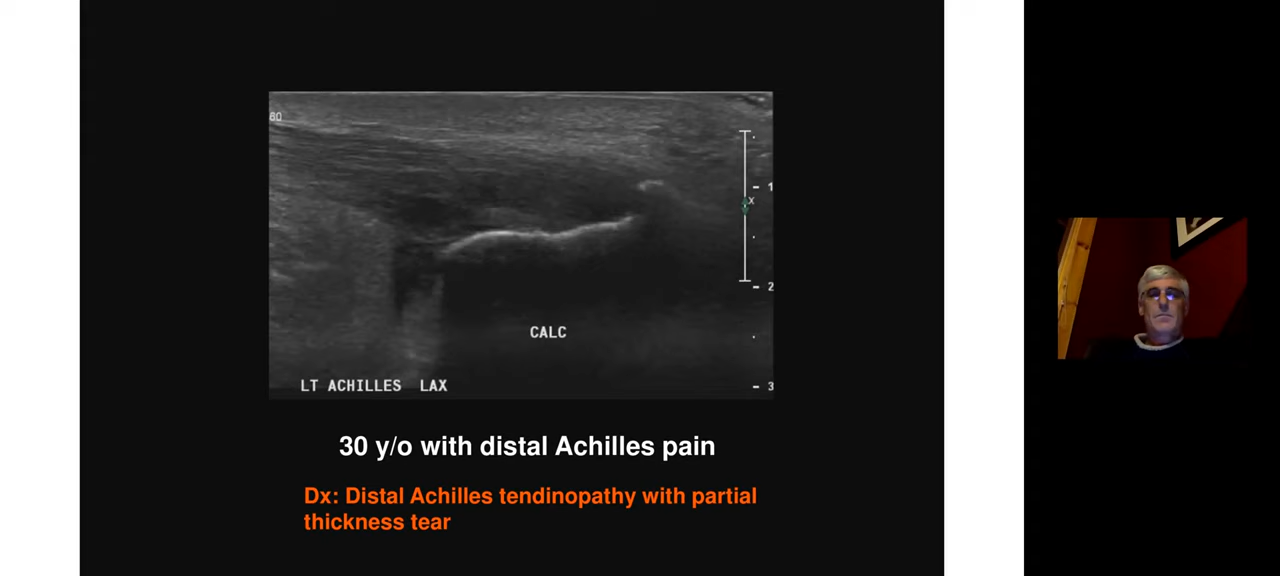 60
X
1
2
CALC
LT ACHILLES LAX
3
30 y/o with distal Achilles pain
Dx: Distal Achilles tendinopathy with partial
thickness tear